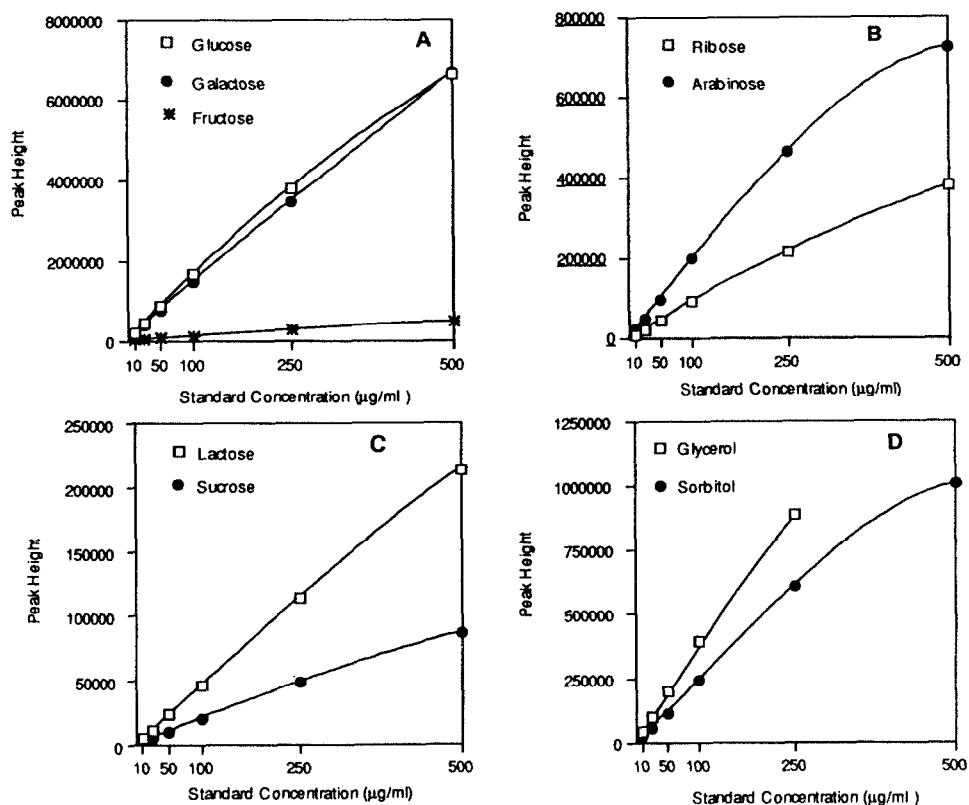 A
Glucose
Galactose
Fructose
Peak Height
8000000
6000000
4000000
2000000
0
10 50 100 250 500
Standard Concentration (µg/ml )
B
Ribose
Arabinose
Peak Height
800000
600000
400000
200000
0
10 50 100 250 500
Standard Concentration (µg/ml)
C
Lactose
Sucrose
Peak Height
250000
200000
150000
100000
50000
0
10 50 100 250 500
Standard Concentration (µg/ml)
D
Glycerol
Sorbitol
Peak Height
1250000
1000000
750000
500000
250000
0
10 50 100 250 500
Standard Concentration (µg/ml )